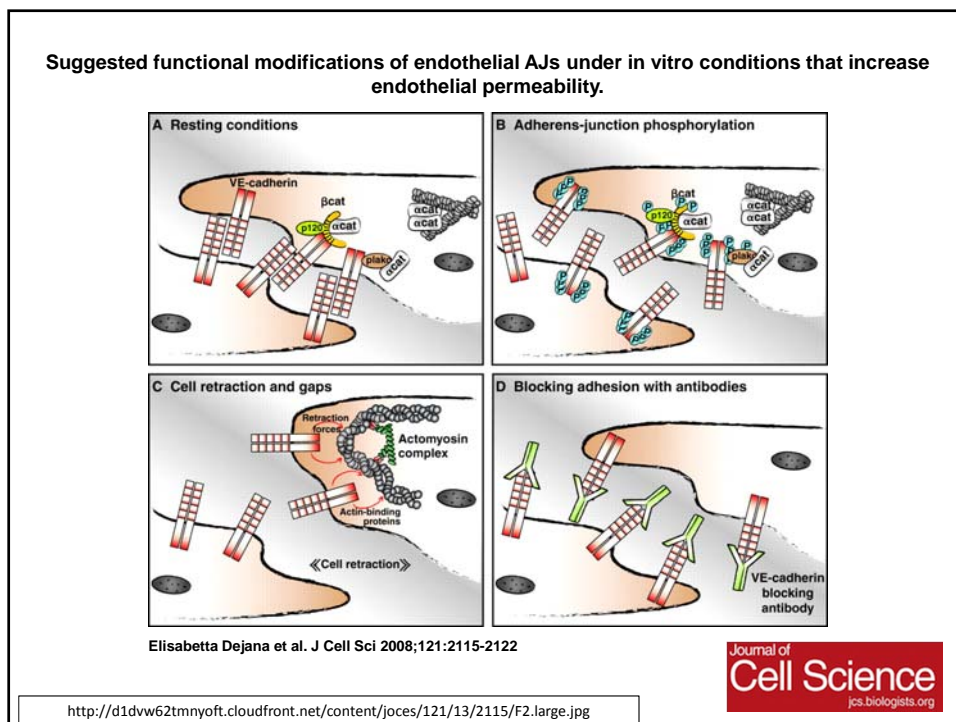 Suggested functional modifications of endothelial AJs under in vitro conditions that increase
endothelial permeability.
A Resting conditions
VE-cadherin
βcat
p120
αcat
plako
αcat
αcat
αcat
B Adherens-junction phosphorylation
P P P
βcat
P P
p120
αcat
P P
P P P
P P P
plako
αcat
αcat
αcat
P P P
P P P
C Cell retraction and gaps
Retraction
forces
Actomyosin
complex
Actin-binding
proteins
Cell retraction
D Blocking adhesion with antibodies
VE-cadherin
blocking
antibody
Elisabetta Dejana et al. J Cell Sci 2008;121:2115-2122
Journal of
Cell Science
jcs.biologists.org
http://d1dvw62tmnyoft.cloudfront.net/content/joces/121/13/2115/F2.large.jpg